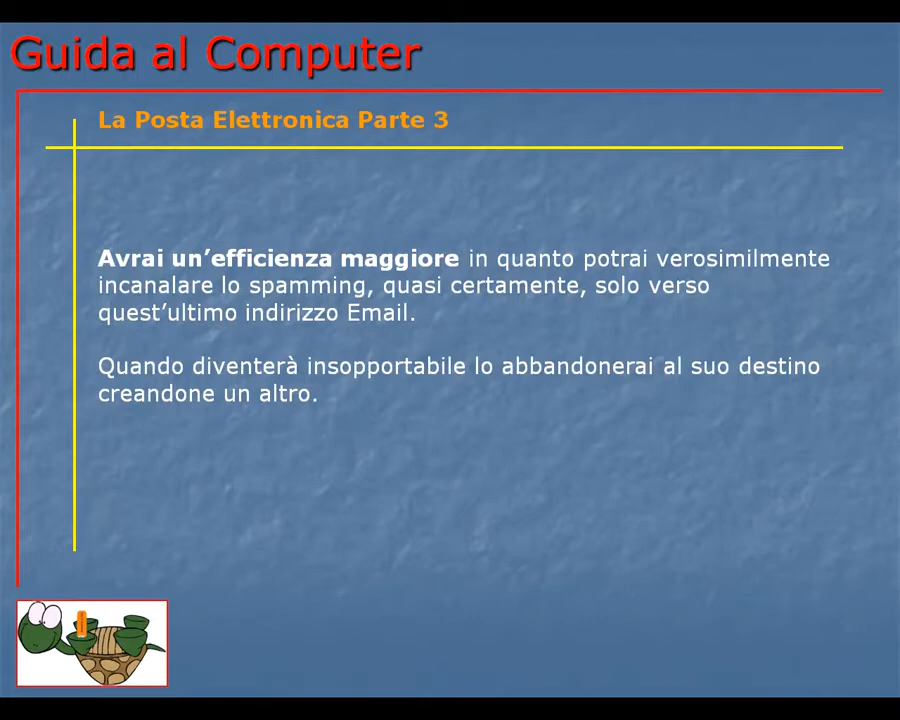 Guida al Computer
La Posta Elettronica Parte 3
Avrai un’efficienza maggiore in quanto potrai verosimilmente
incanalare lo spamming, quasi certamente, solo verso
quest’ultimo indirizzo Email.
Quando diventerà insopportabile lo abbandonerai al suo destino
creandone un altro.